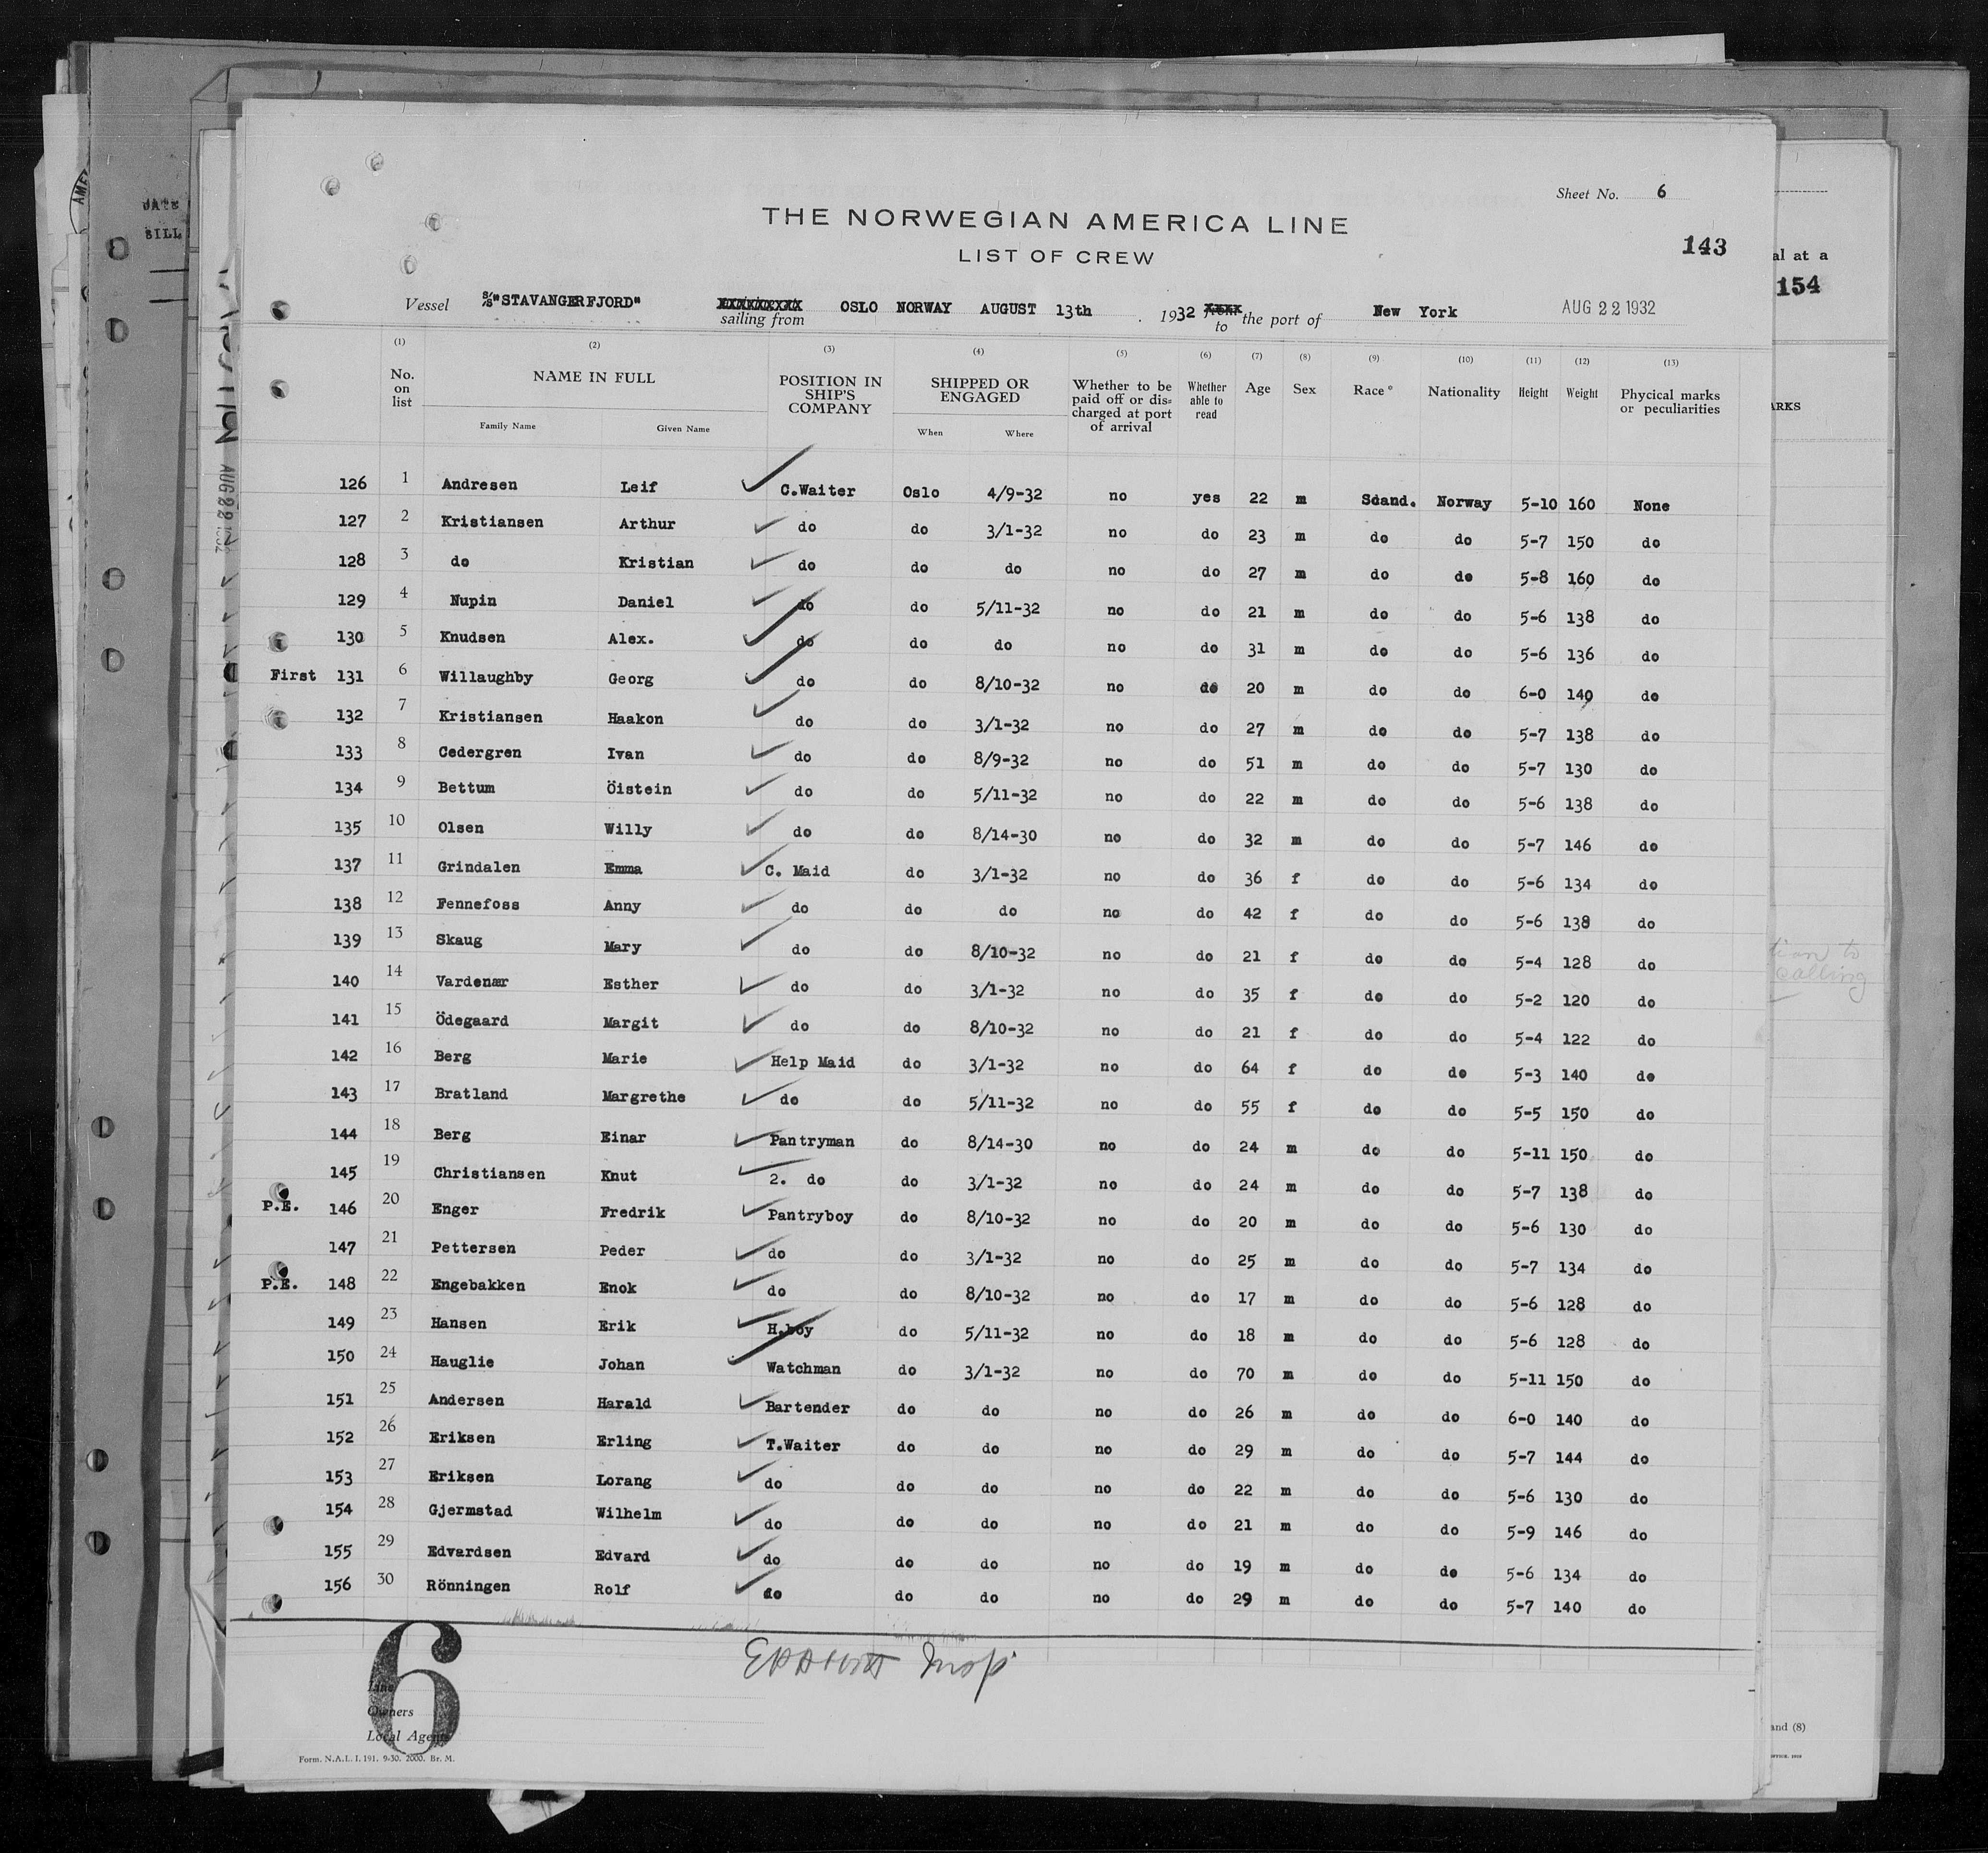 Sheet No. 6
THE NORWEGIAN AMERICA LINE
LIST OF CREW
143
Vessel S/S "STAVANGERFJORD" sailing from OSLO NORWAY AUGUST 13th 1932 to the port of New York AUG 22 1932
(1) (2) (3) (4) (5) (6) (7) (8) (9) (10) (11) (12) (13)
No. on list NAME IN FULL POSITION IN SHIP'S COMPANY SHIPPED OR ENGAGED Whether to be paid off or dis-charged at port of arrival Whether able to read Age Sex Race* Nationality Height Weight Phycical marks or peculiarities
Family Name Given Name When Where
126 1 Andresen Leif C.Waiter Oslo 4/9-32 no yes 22 m Scand. Norway 5-10 160 None
127 2 Kristiansen Arthur do do 3/1-32 no do 23 m do do 5-7 150 do
128 3 do Kristian do do do no do 27 m do do 5-8 160 do
129 4 Nupin Daniel do do 5/11-32 no do 21 m do do 5-6 138 do
130 5 Knudsen Alex. do do do no do 31 m do do 5-6 136 do
First 131 6 Willaughby Georg do do 8/10-32 no do 20 m do do 6-0 140 do
132 7 Kristiansen Haakon do do 3/1-32 no do 27 m do do 5-7 138 do
133 8 Cedergren Ivan do do 8/9-32 no do 51 m do do 5-7 130 do
134 9 Bettum Öistein do do 5/11-32 no do 22 m do do 5-6 138 do
135 10 Olsen Willy do do 8/14-30 no do 32 m do do 5-7 146 do
137 11 Grindalen Emma C. Maid do 3/1-32 no do 36 f do do 5-6 134 do
138 12 Fennefoss Anny do do do no do 42 f do do 5-6 138 do
139 13 Skaug Mary do do 8/10-32 no do 21 f do do 5-4 128 do
140 14 Vardenær Esther do do 3/1-32 no do 35 f do do 5-2 120 do
141 15 Ödegaard Margit do do 8/10-32 no do 21 f do do 5-4 122 do
142 16 Berg Marie Help Maid do 3/1-32 no do 64 f do do 5-3 140 do
143 17 Bratland Margrethe do do 5/11-32 no do 55 f do do 5-5 150 do
144 18 Berg Einar Pantryman do 8/14-30 no do 24 m do do 5-11 150 do
145 19 Christiansen Knut 2. do do 3/1-32 no do 24 m do do 5-7 138 do
P.E. 146 20 Enger Fredrik Pantryboy do 8/10-32 no do 20 m do do 5-6 130 do
147 21 Pettersen Peder do do 3/1-32 no do 25 m do do 5-7 134 do
P.E. 148 22 Engebakken Enok do do 8/10-32 no do 17 m do do 5-6 128 do
149 23 Hansen Erik H.boy do 5/11-32 no do 18 m do do 5-6 128 do
150 24 Hauglie Johan Watchman do 3/1-32 no do 70 m do do 5-11 150 do
151 25 Andersen Harald Bartender do do no do 26 m do do 6-0 140 do
152 26 Eriksen Erling T.Waiter do do no do 29 m do do 5-7 144 do
153 27 Eriksen Lorang do do do no do 22 m do do 5-6 130 do
154 28 Gjermstad Wilhelm do do do no do 21 m do do 5-9 146 do
155 29 Edvardsen Edvard do do do no do 19 m do do 5-6 134 do
156 30 Rönningen Rolf do do do no do 29 m do do 5-7 140 do
6
Line
Owners
Local Agents
Form. N.A.L. I. 191. 9-30. 2000. Br. M.
al at a
154
ARKS
tion to
calling
and (8)
AUG 22 1932